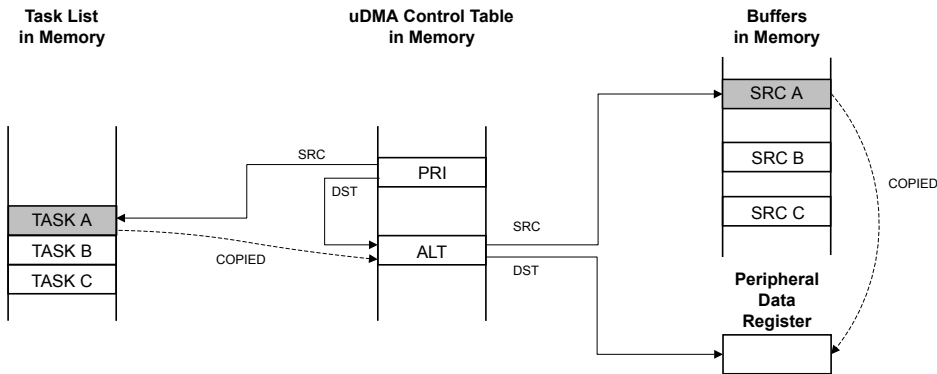 Task List
in Memory
uDMA Control Table
in Memory
Buffers
in Memory
SRC A
SRC
PRI
SRC B
COPIED
DST
TASK A
SRC C
SRC
TASK B
ALT
COPIED
DST
TASK C
Peripheral
Data
Register